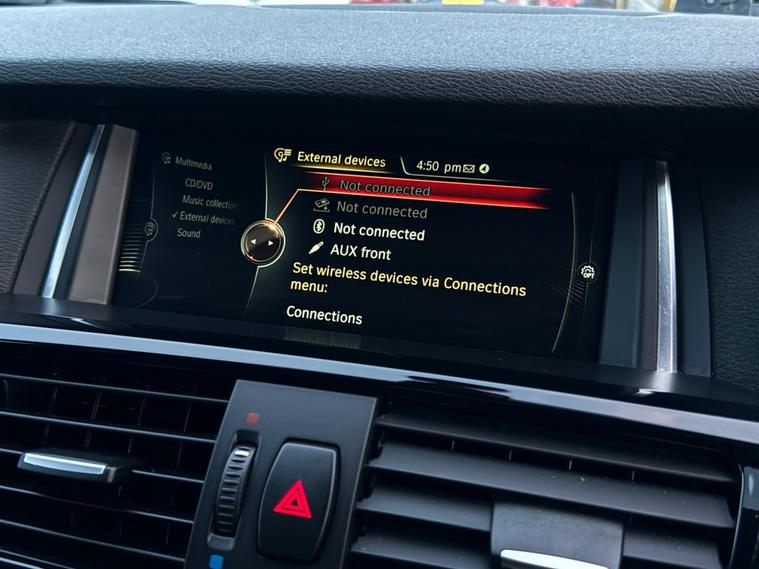 Multimedia
CD/DVD
Music collection
External devices
Sound
External devices
4:50 pm
Not connected
Not connected
Not connected
AUX front
Set wireless devices via Connections
menu:
Connections
OPT